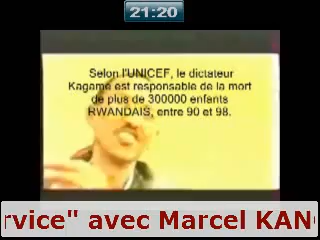 21:20
Selon l'UNICEF, le dictateur
Kagame est responsable de la mort
de plus de 300000 enfants
RWANDAIS, entre 90 et 98.
rvice" avec Marcel KAN